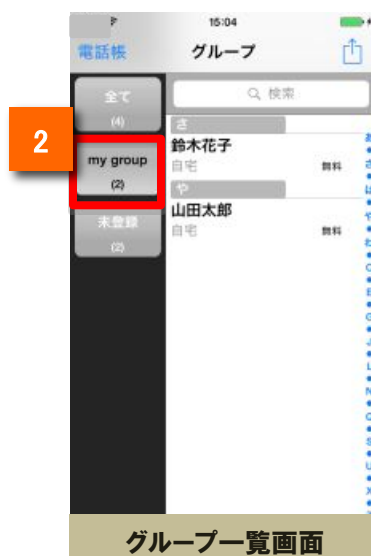 15:04
電話帳 グループ
全て
(4)
検索
さ
2
my group
(2)
鈴木花子
自宅 無料
や
未登録
(2)
山田太郎
自宅 無料
グループ一覧画面